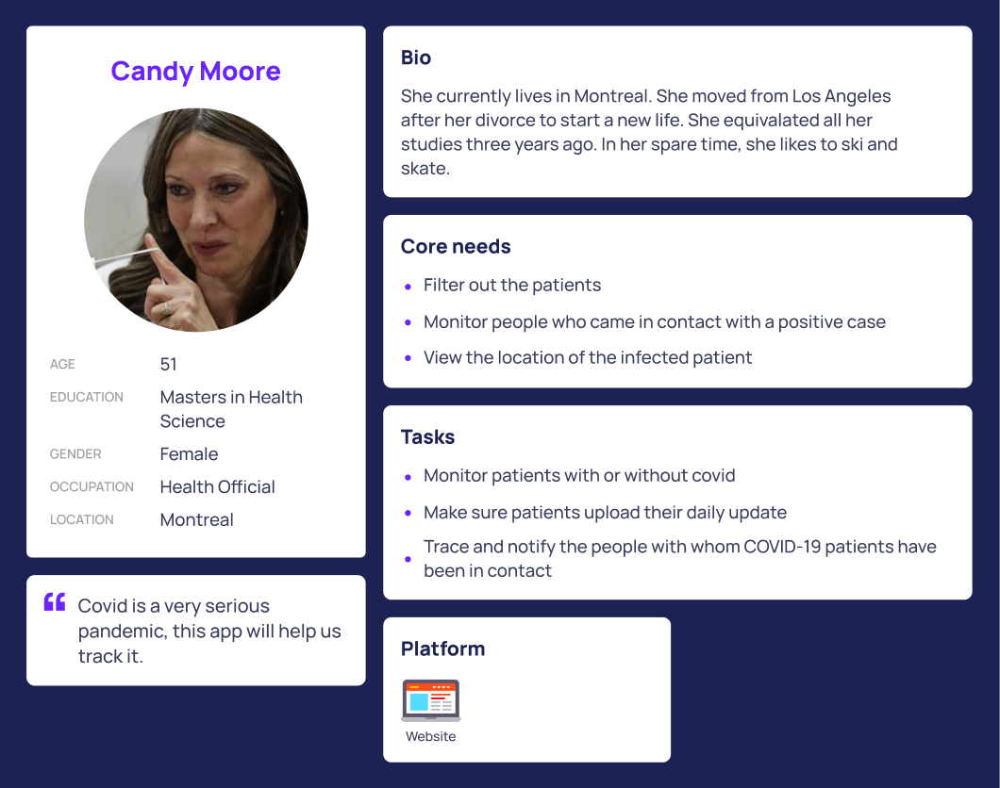 Candy Moore
AGE 51
EDUCATION Masters in Health
Science
GENDER Female
OCCUPATION Health Official
LOCATION Montreal
“ Covid is a very serious
pandemic, this app will help us
track it.
Bio
She currently lives in Montreal. She moved from Los Angeles
after her divorce to start a new life. She equivalated all her
studies three years ago. In her spare time, she likes to ski and
skate.
Core needs
• Filter out the patients
• Monitor people who came in contact with a positive case
• View the location of the infected patient
Tasks
• Monitor patients with or without covid
• Make sure patients upload their daily update
• Trace and notify the people with whom COVID-19 patients have
been in contact
Platform
Website